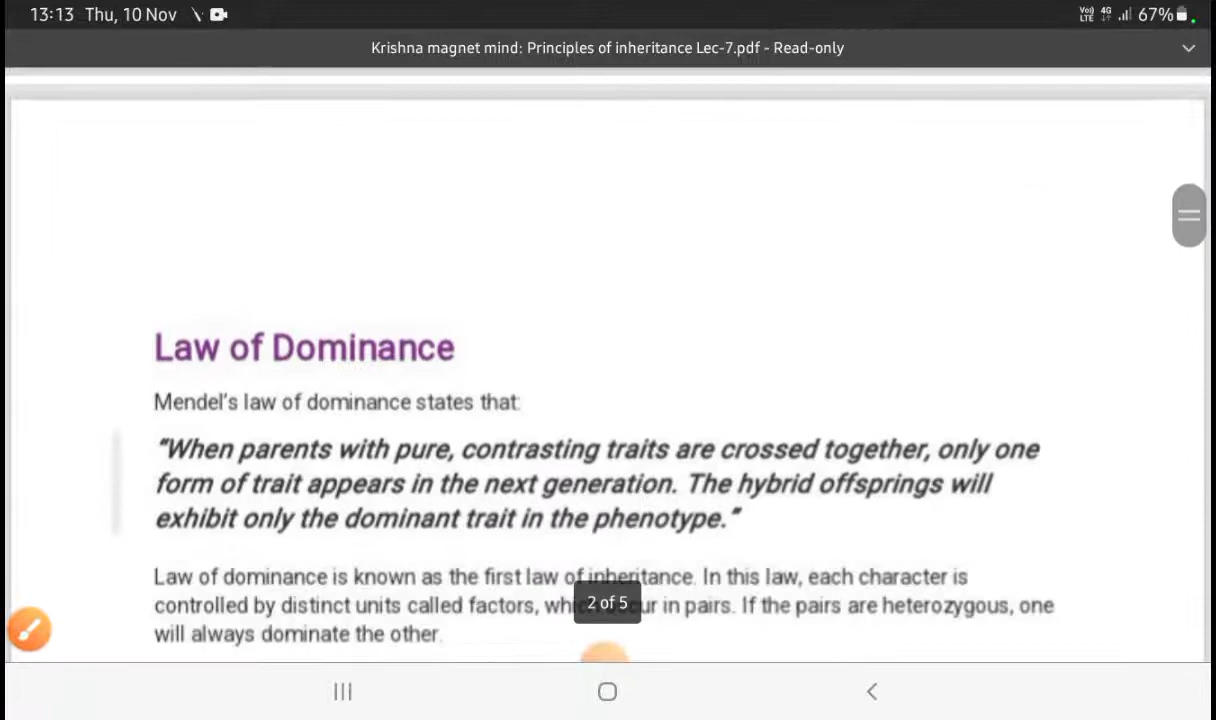 13:13 Thu, 10 Nov
Vo) LTE 4G 67%
Krishna magnet mind: Principles of inheritance Lec-7.pdf - Read-only
Law of Dominance
Mendel's law of dominance states that:
"When parents with pure, contrasting traits are crossed together, only one
form of trait appears in the next generation. The hybrid offsprings will
exhibit only the dominant trait in the phenotype."
Law of dominance is known as the first law of inheritance. In this law, each character is
controlled by distinct units called factors, which occur in pairs. If the pairs are heterozygous, one
will always dominate the other.
2 of 5